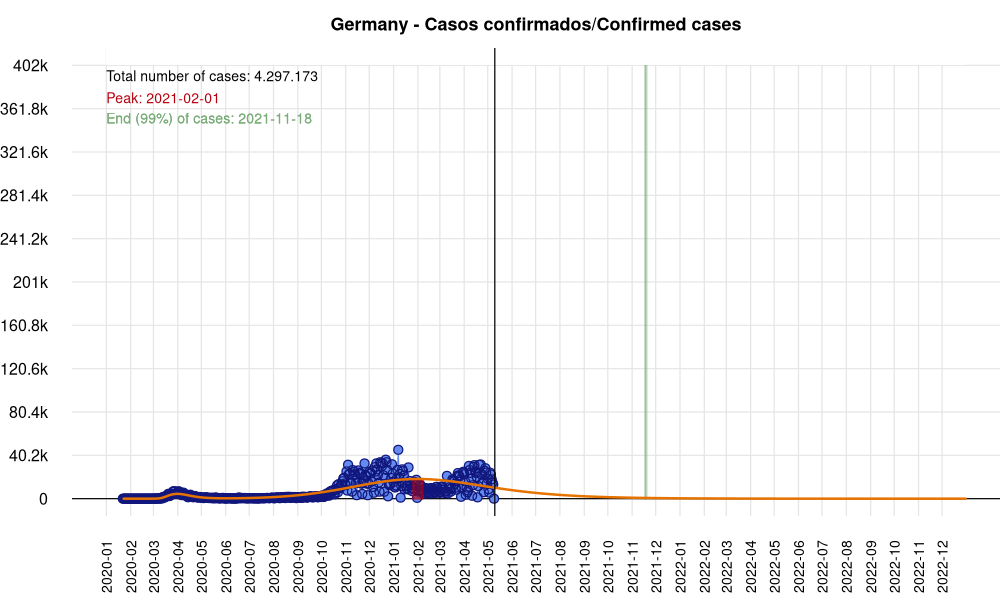 Germany - Casos confirmados/Confirmed cases
Total number of cases: 4.297.173
Peak: 2021-02-01
End (99%) of cases: 2021-11-18
402k
361.8k
321.6k
281.4k
241.2k
201k
160.8k
120.6k
80.4k
40.2k
0
2020-01
2020-02
2020-03
2020-04
2020-05
2020-06
2020-07
2020-08
2020-09
2020-10
2020-11
2020-12
2021-01
2021-02
2021-03
2021-04
2021-05
2021-06
2021-07
2021-08
2021-09
2021-10
2021-11
2021-12
2022-01
2022-02
2022-03
2022-04
2022-05
2022-06
2022-07
2022-08
2022-09
2022-10
2022-11
2022-12